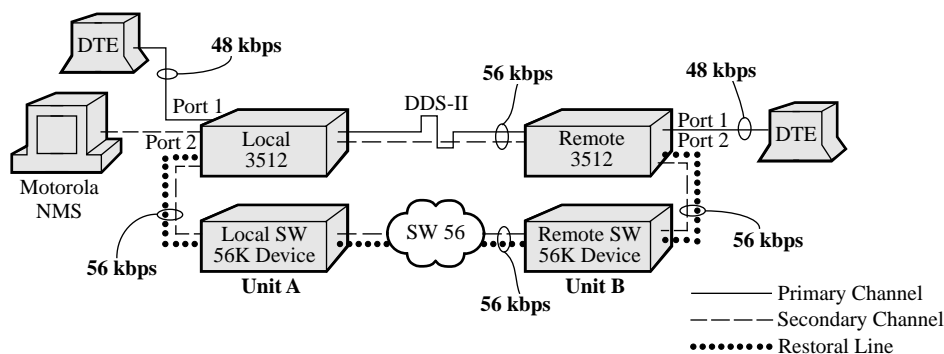 DTE
48 kbps
Port 1
DDS-II
56 kbps
48 kbps
Local
3512
Remote
3512
Port 1
Port 2
DTE
Port 2
Motorola
NMS
56 kbps
Local SW
56K Device
SW 56
Remote SW
56K Device
56 kbps
Unit A
56 kbps
Unit B
Primary Channel
Secondary Channel
Restoral Line